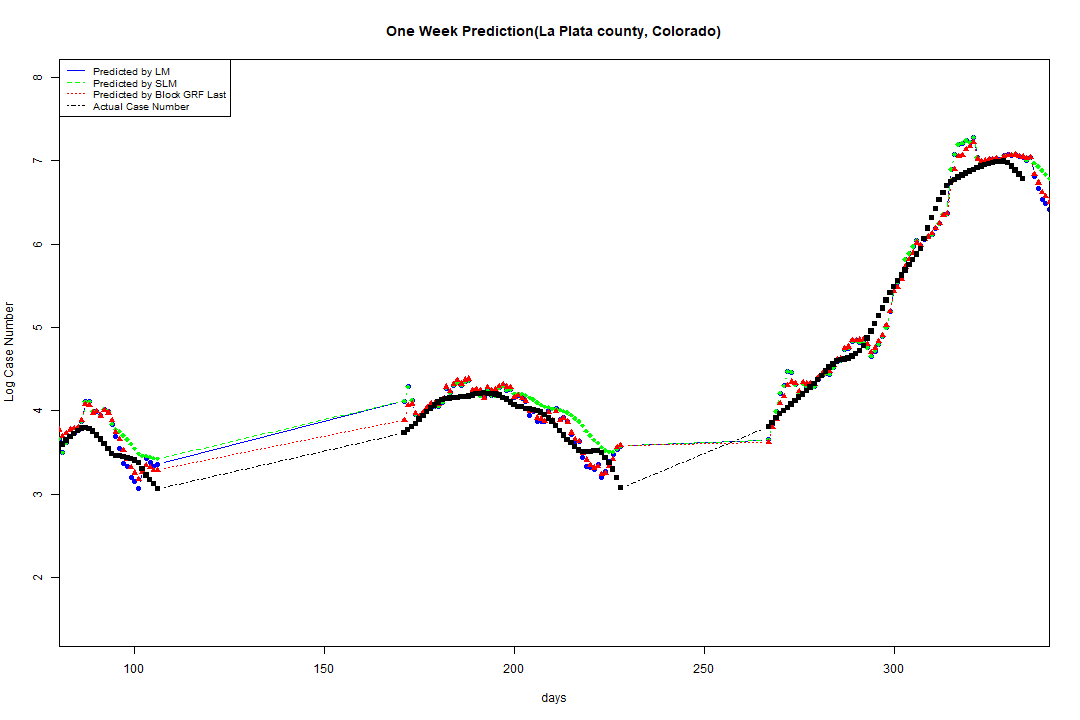 One Week Prediction(La Plata county, Colorado)
Predicted by LM
Predicted by SLM
Predicted by Block GRF Last
Actual Case Number
8
7
6
5
4
3
2
Log Case Number
100 150 200 250 300
days